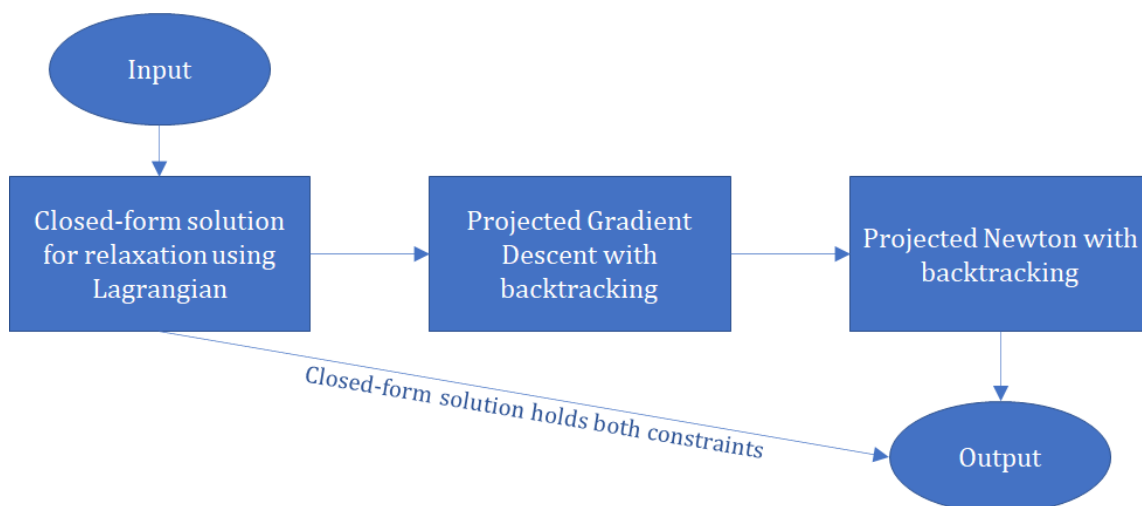 Input
Closed-form solution
for relaxation using
Lagrangian
Projected Gradient
Descent with
backtracking
Projected Newton with
backtracking
Closed-form solution holds both constraints
Output